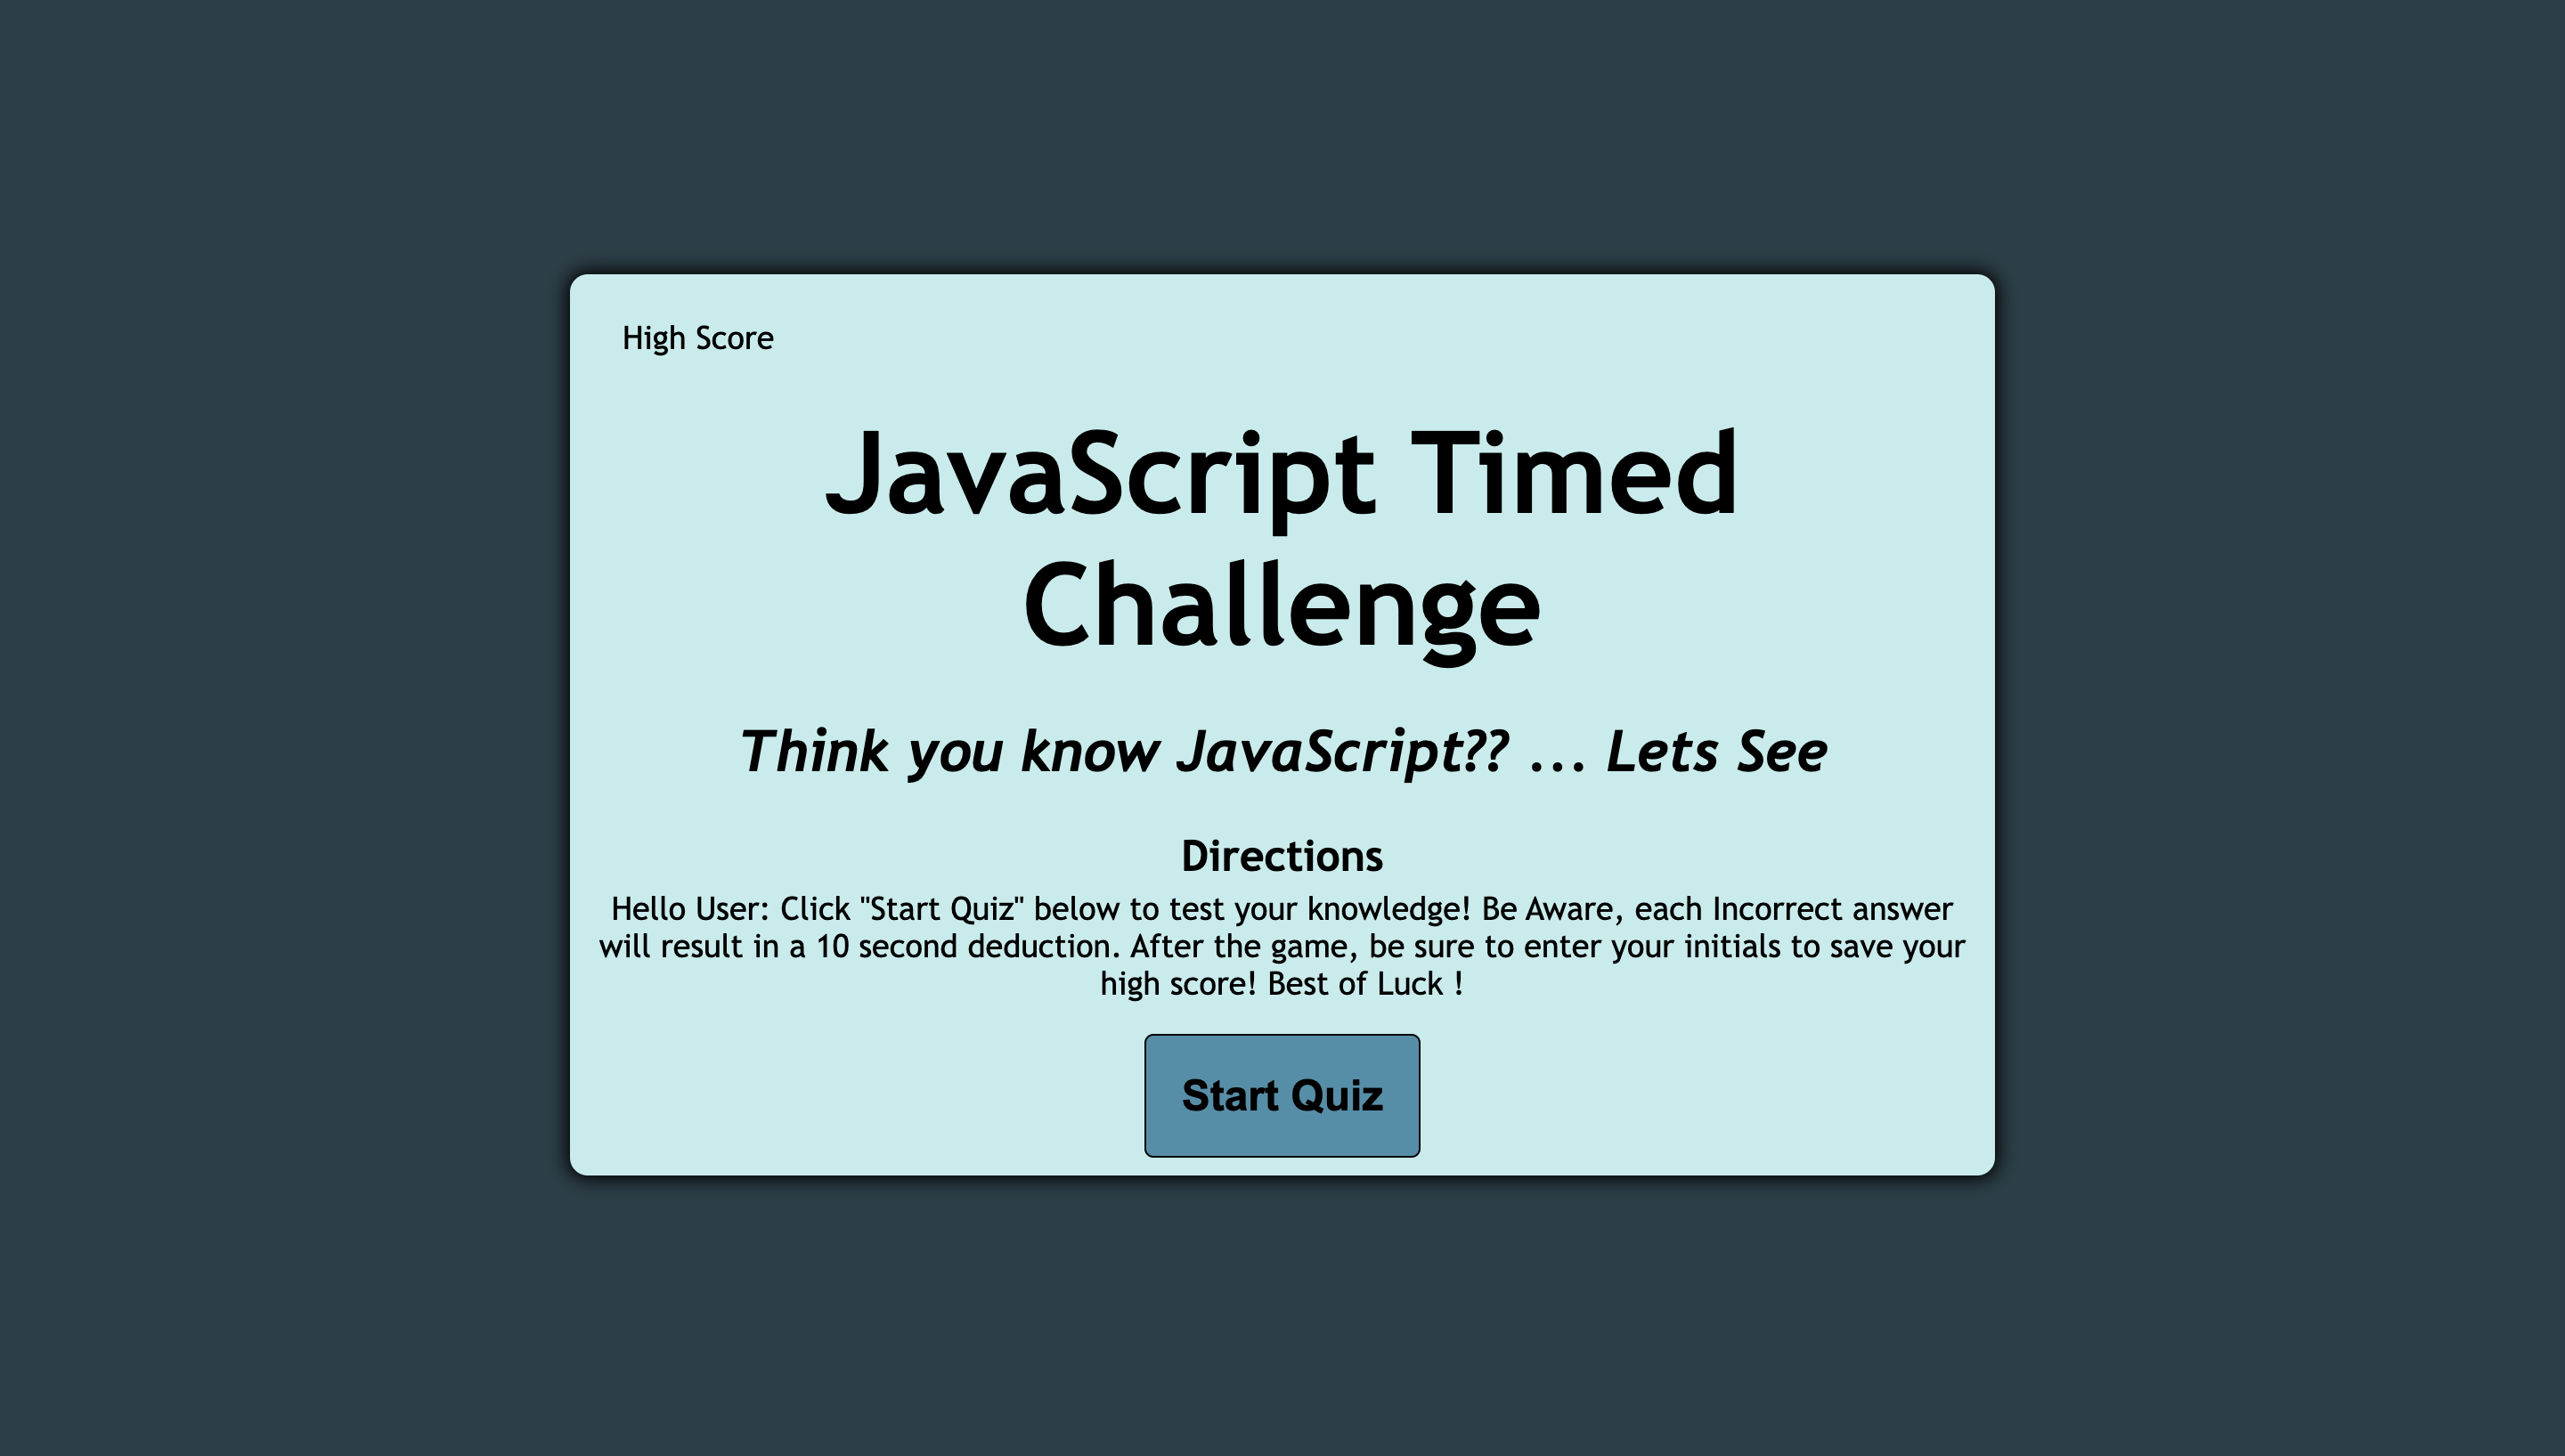 High Score
JavaScript Timed
Challenge
Think you know JavaScript?? ... Lets See
Directions
Hello User: Click "Start Quiz" below to test your knowledge! Be Aware, each Incorrect answer
will result in a 10 second deduction. After the game, be sure to enter your initials to save your
high score! Best of Luck !
Start Quiz